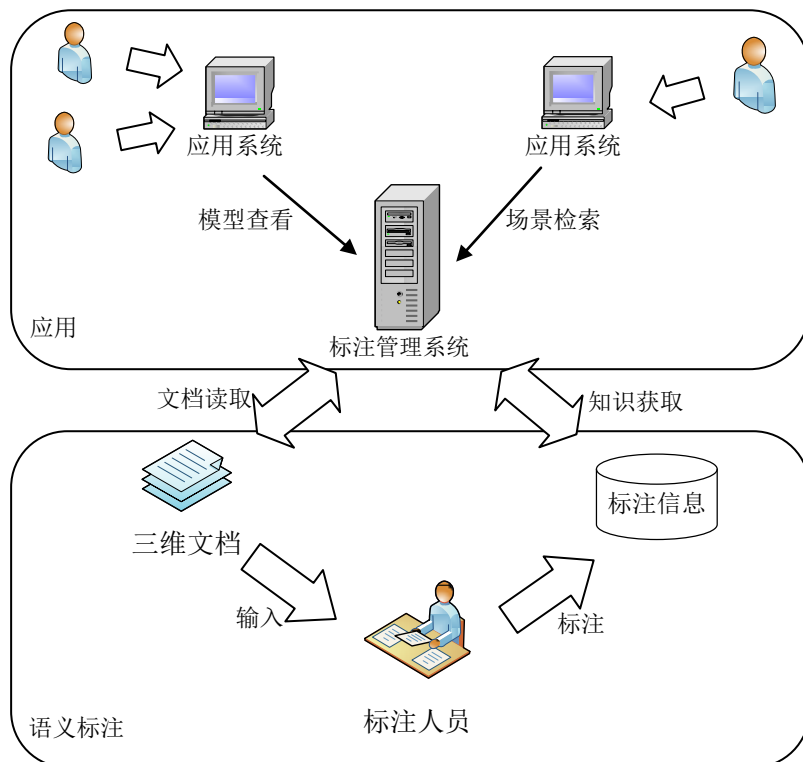 应用系统
应用系统
模型查看
场景检索
应用
标注管理系统
文档读取
知识获取
标注信息
三维文档
输入
标注
标注人员
语义标注